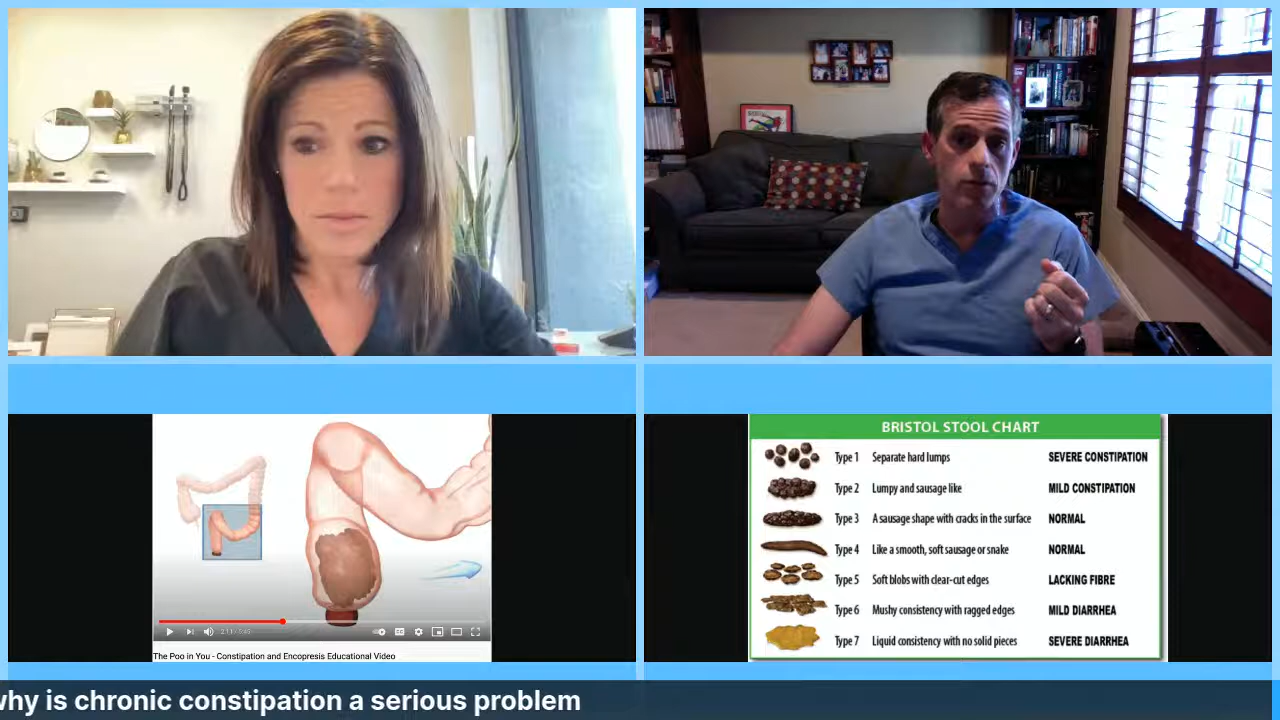 2:11 / 5:45
The Poo in You - Constipation and Encopresis Educational Video
BRISTOL STOOL CHART
Type 1 Separate hard lumps SEVERE CONSTIPATION
Type 2 Lumpy and sausage like MILD CONSTIPATION
Type 3 A sausage shape with cracks in the surface NORMAL
Type 4 Like a smooth, soft sausage or snake NORMAL
Type 5 Soft blobs with clear-cut edges LACKING FIBRE
Type 6 Mushy consistency with ragged edges MILD DIARRHEA
Type 7 Liquid consistency with no solid pieces SEVERE DIARRHEA
why is chronic constipation a serious problem